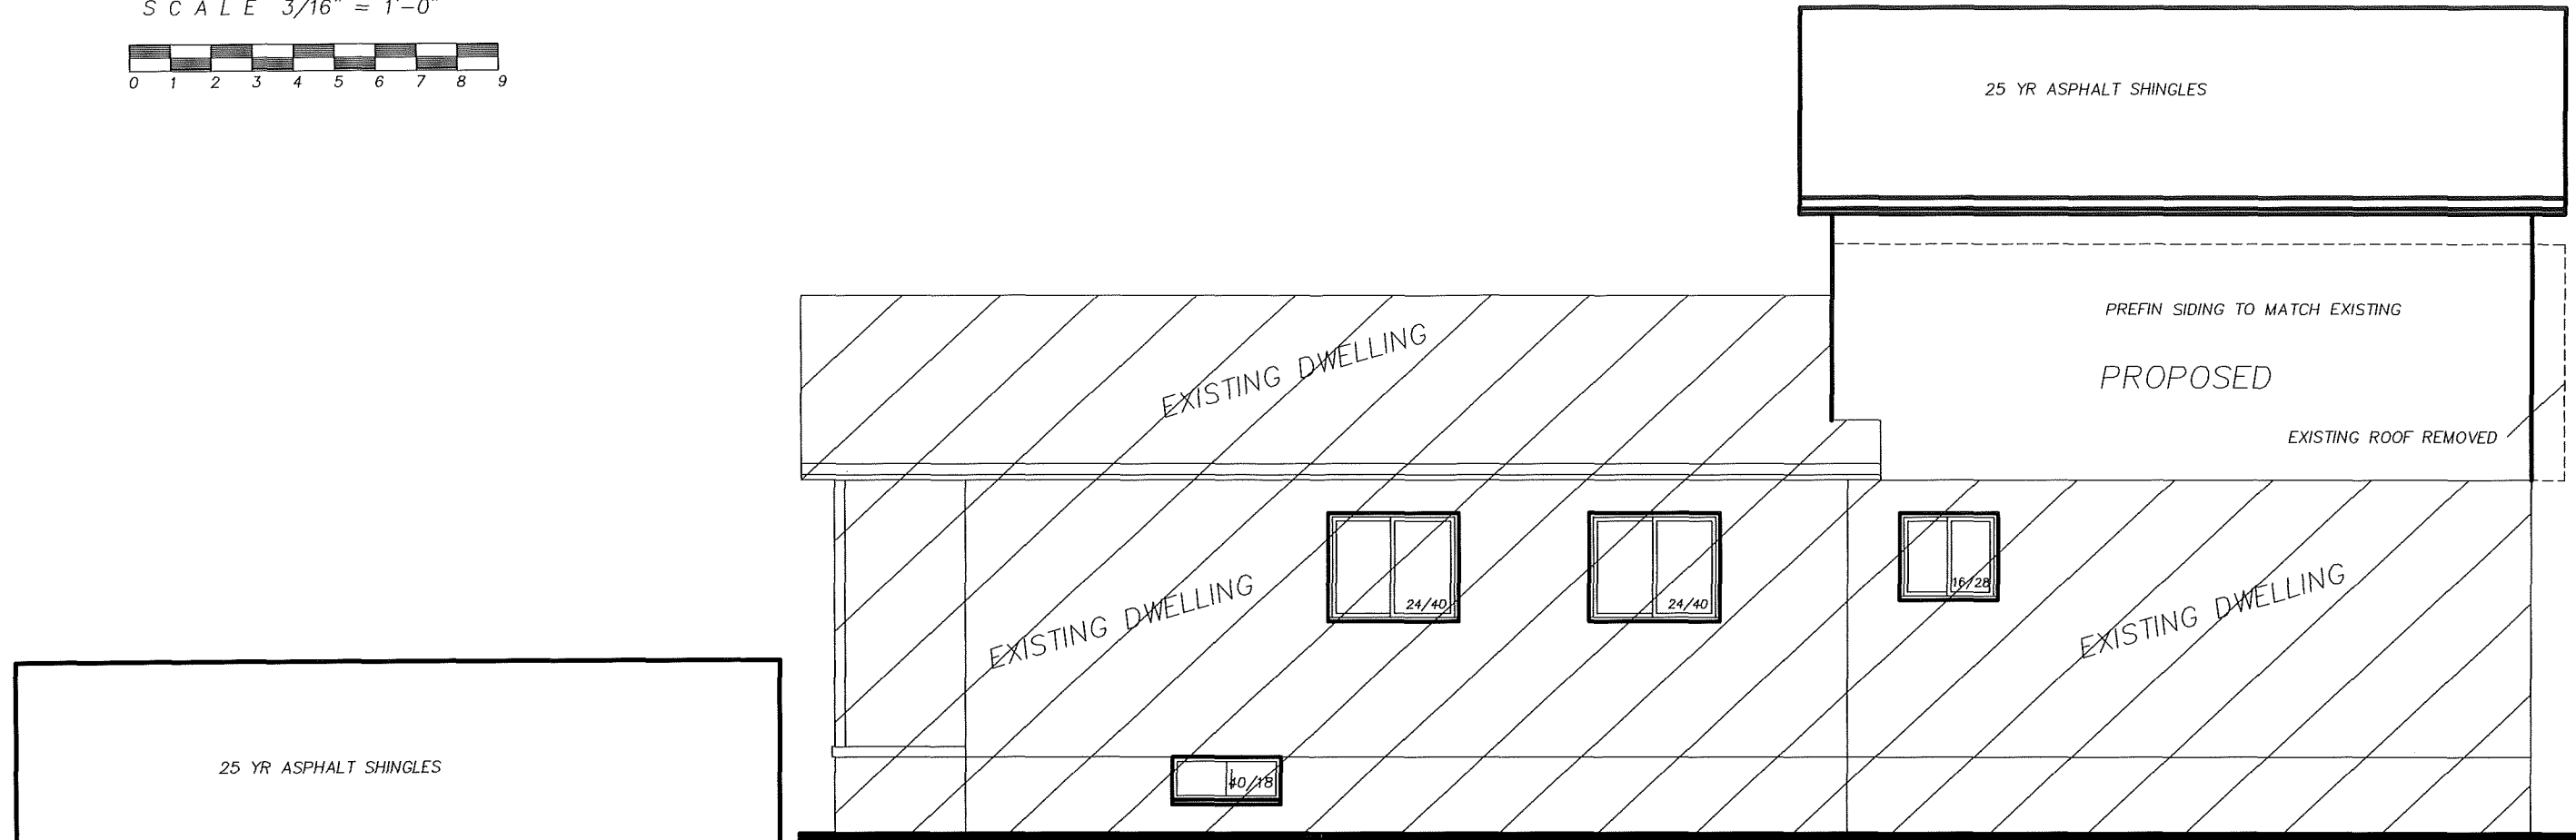 SCALE 3/16" = 1'-0"
0 1 2 3 4 5 6 7 8 9
25 YR ASPHALT SHINGLES
PREFIN SIDING TO MATCH EXISTING
EXISTING DWELLING
PROPOSED
EXISTING ROOF REMOVED
24/40
24/40
16/28
EXISTING DWELLING
EXISTING DWELLING
25 YR ASPHALT SHINGLES
40/18